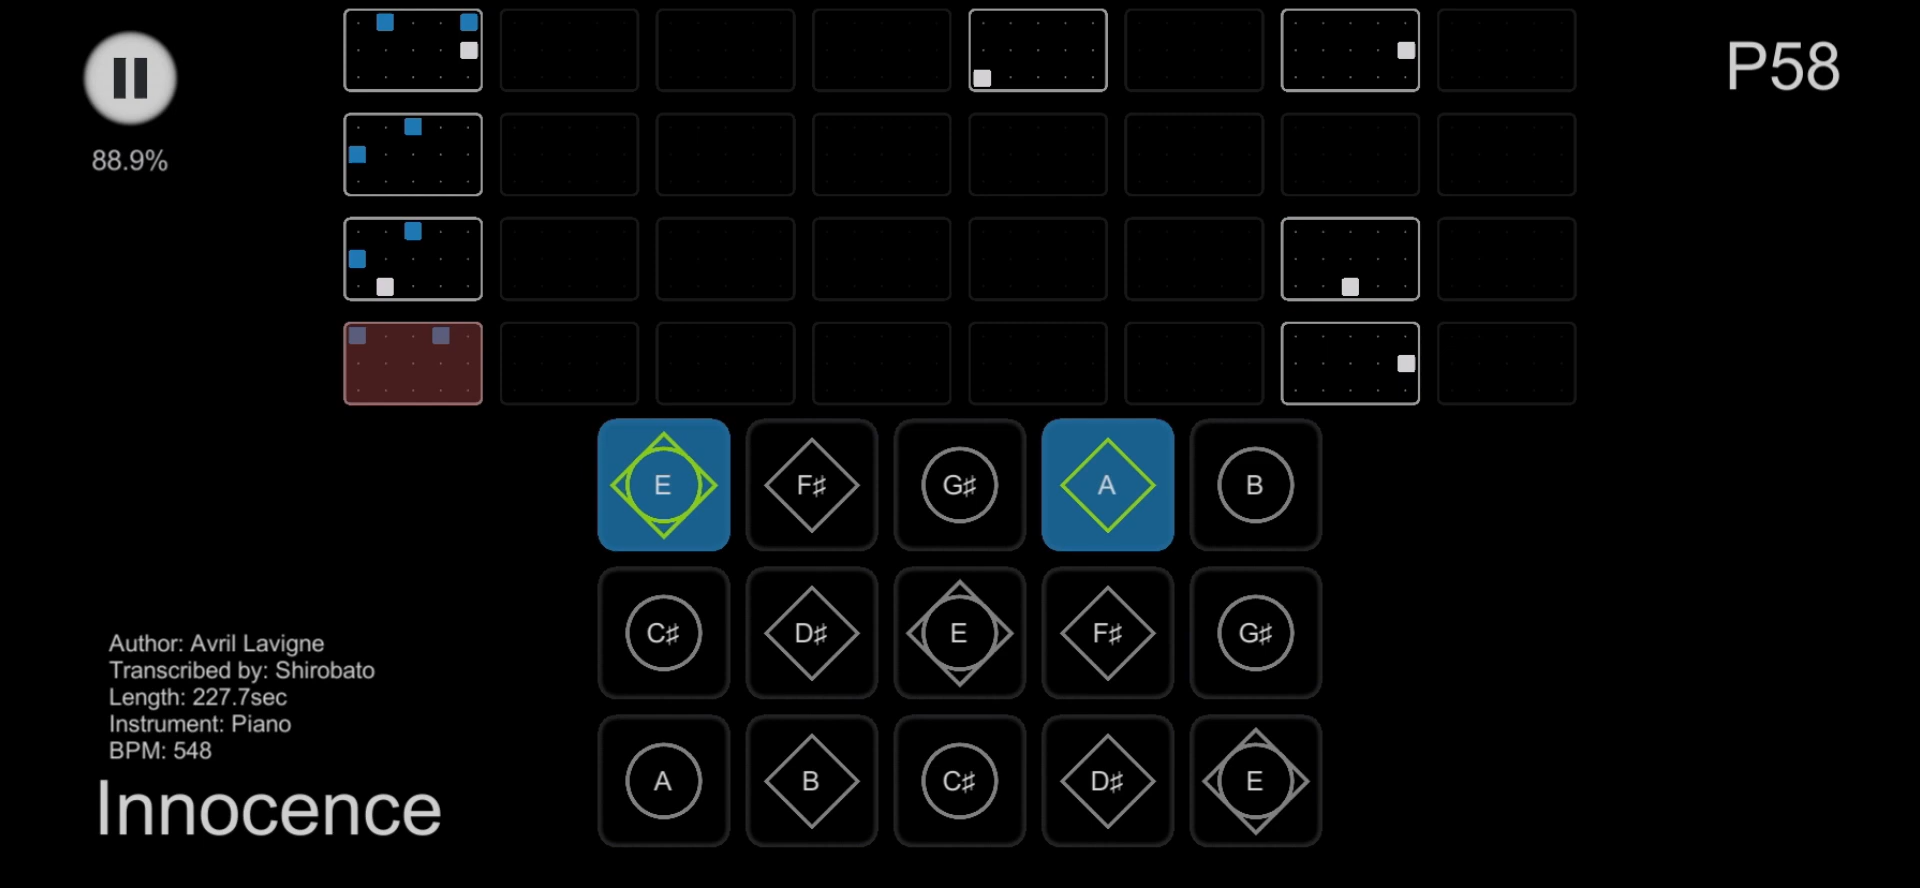 P58
88.9%
E F♯ G♯ A B
C♯ D♯ E F♯ G♯
A B C♯ D♯ E
Author: Avril Lavigne
Transcribed by: Shirobato
Length: 227.7sec
Instrument: Piano
BPM: 548
Innocence